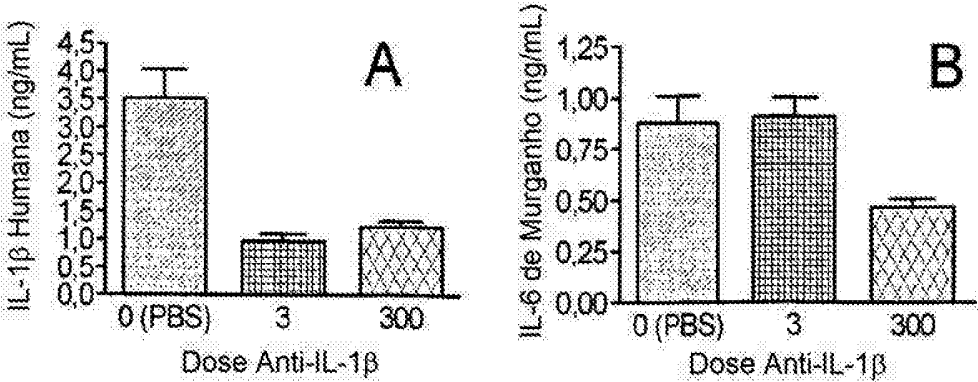 A
IL-1β Humana (ng/mL)
4,5
4,0
3,5
3,0
2,5
2,0
1,5
1,0
0,5
0,0
0 (PBS) 3 300
Dose Anti-IL-1β
B
IL-6 de Murganho (ng/mL)
1,25
1,00
0,75
0,50
0,25
0,00
0 (PBS) 3 300
Dose Anti-IL-1β